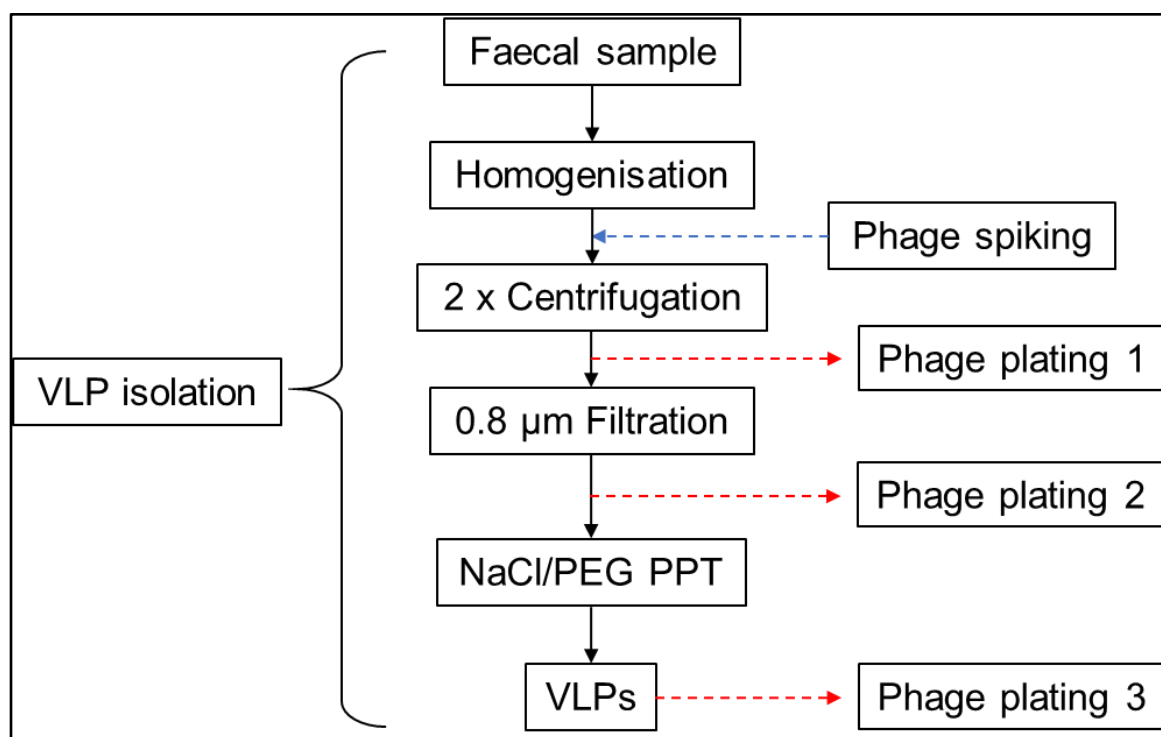 Faecal sample
Homogenisation
Phage spiking
2 x Centrifugation
Phage plating 1
VLP isolation
0.8 µm Filtration
Phage plating 2
NaCl/PEG PPT
VLPs
Phage plating 3